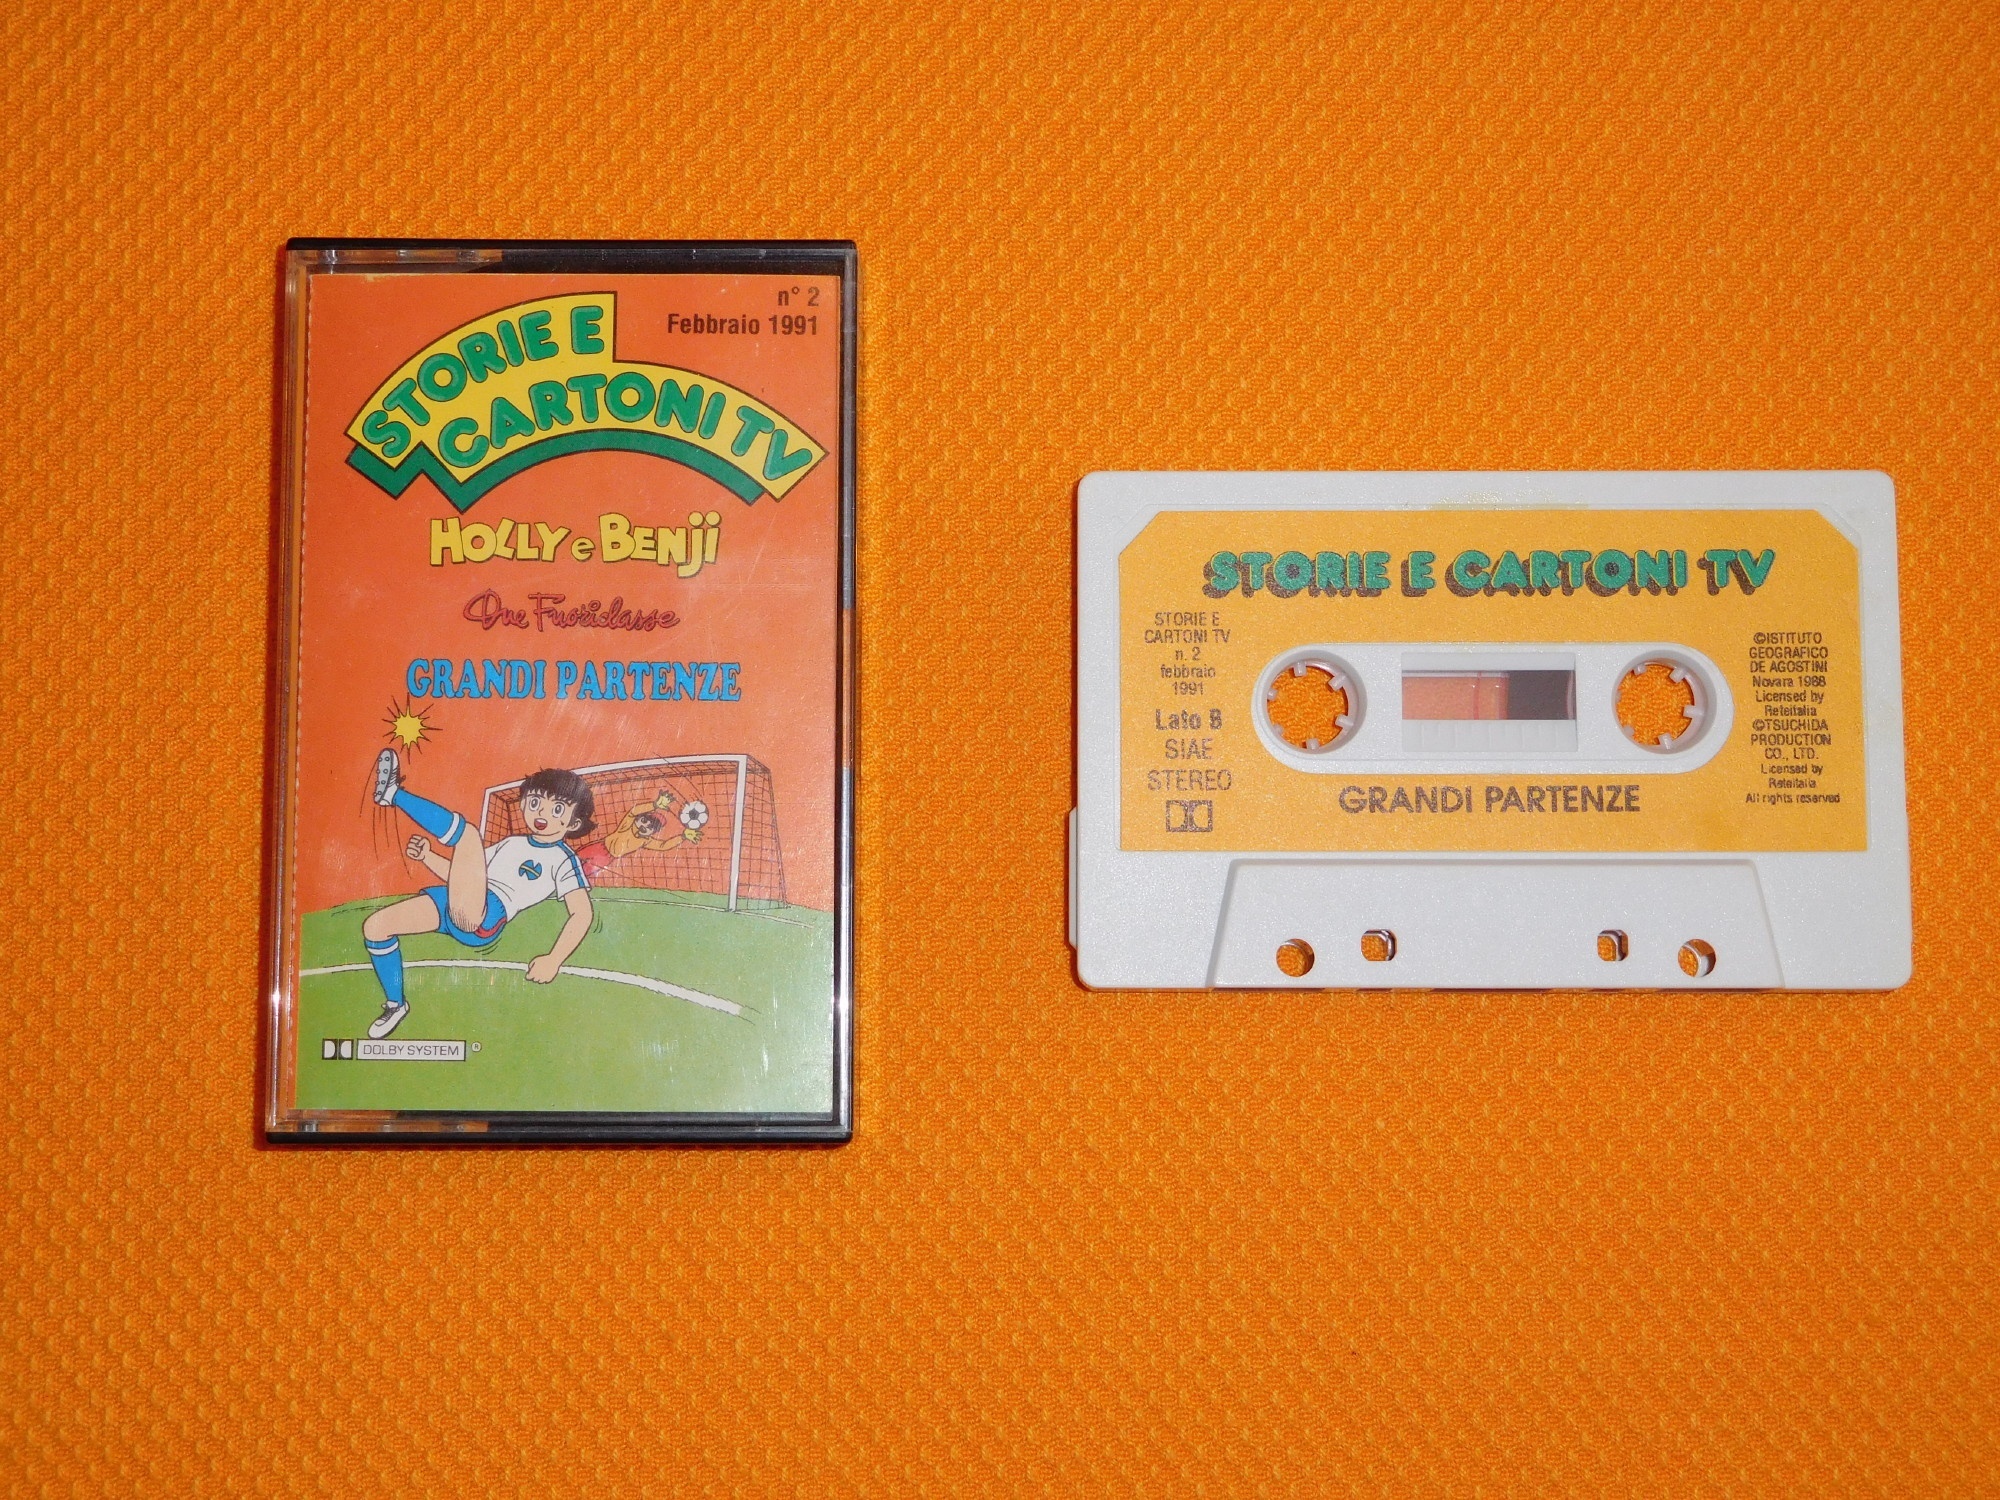 n° 2
Febbraio 1991
STORIE E
CARTONI TV
HOLLY e BENJI
Due Fuoriclasse
GRANDI PARTENZE
DOLBY SYSTEM ®
STORIE E CARTONI TV
STORIE E
CARTONI TV
n. 2
febbraio
1991
Lato B
SIAE
STEREO
©ISTITUTO
GEOGRAFICO
DE AGOSTINI
Novara 1988
Licensed by
Reteitalia
©TSUCHIDA
PRODUCTION
CO., LTD.
Licensed by
Reteitalia
All rights reserved
GRANDI PARTENZE